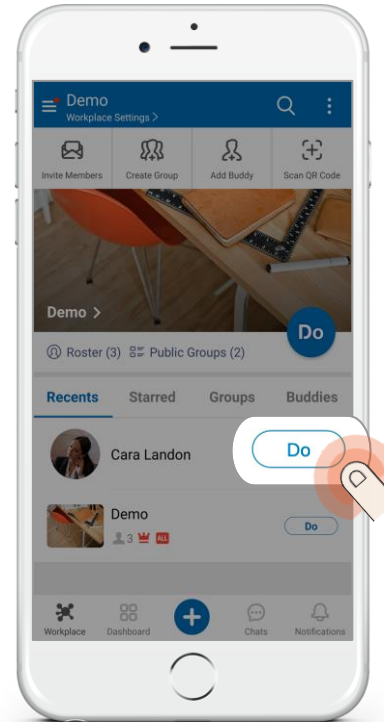 Demo
Workplace Settings >
Invite Members
Create Group
Add Buddy
Scan QR Code
Demo >
Do
Roster (3)
Public Groups (2)
Recents
Starred
Groups
Buddies
Cara Landon
Do
Demo
3
ALL
Do
Workplace
Dashboard
Chats
Notifications